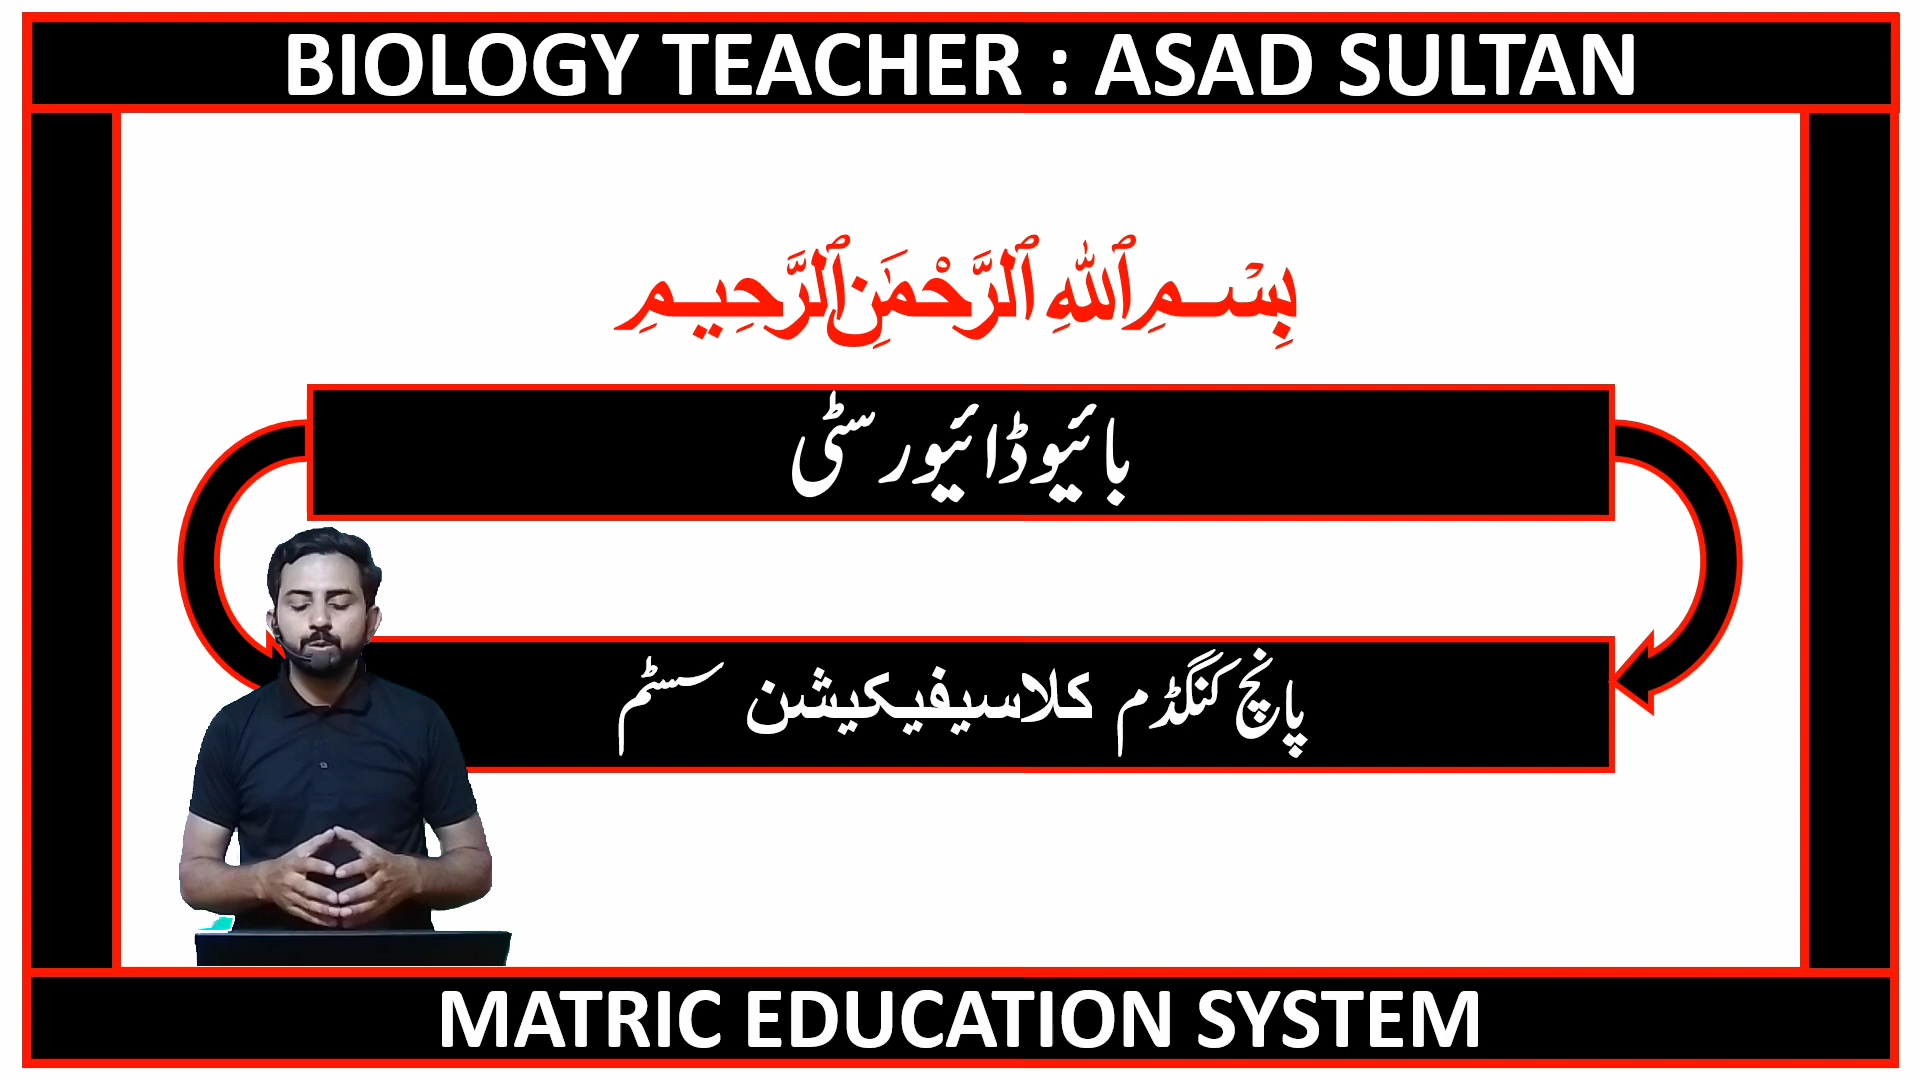 BIOLOGY TEACHER : ASAD SULTAN
بِسْمِ ٱللَّهِ ٱلرَّحْمَٰنِ ٱلرَّحِيمِ
بائیوڈائیورسٹی
پانچ کنگڈم کلاسیفیکیشن سسٹم
MATRIC EDUCATION SYSTEM